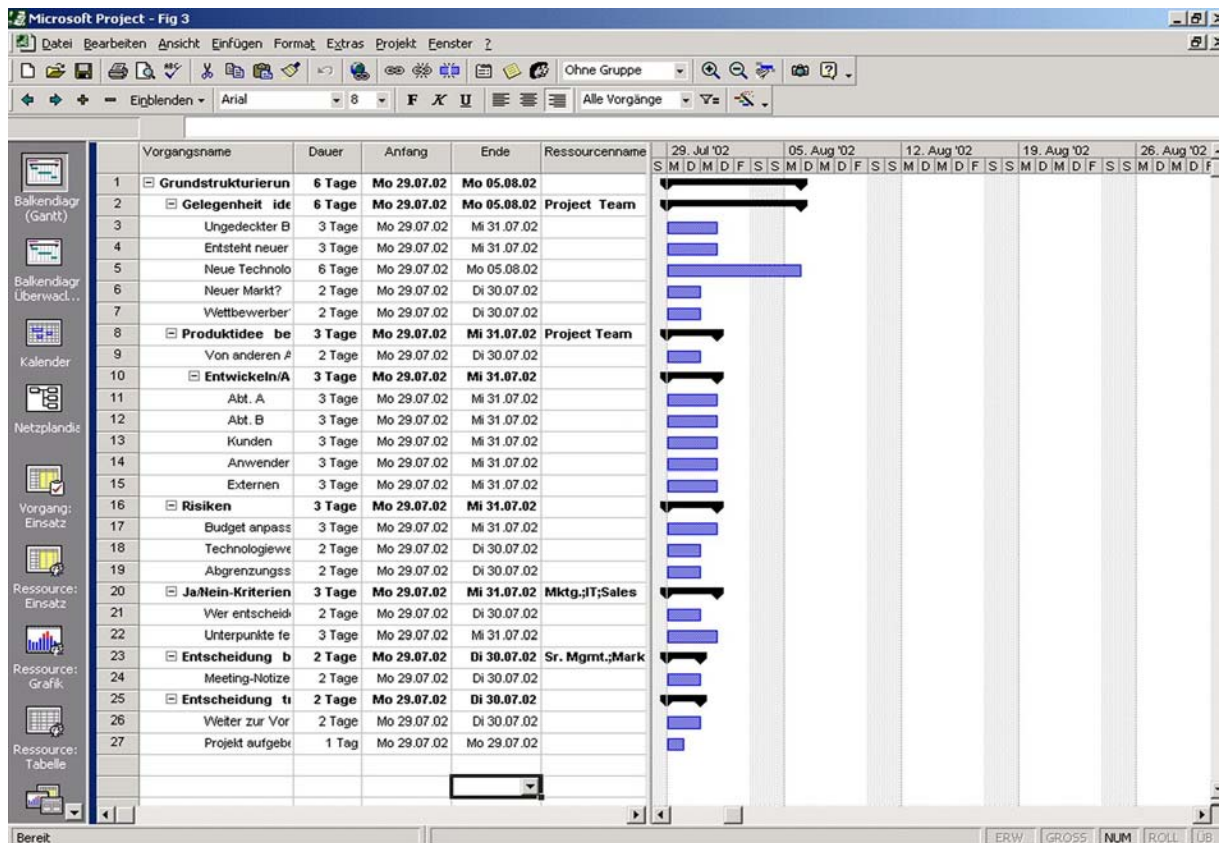 Microsoft Project - Fig 3
Datei Bearbeiten Ansicht Einfügen Format Extras Projekt Fenster ?
Ohne Gruppe
Einblenden Arial 8 F K U Alle Vorgänge
Vorgangsname Dauer Anfang Ende Ressourcenname 29. Jul '02 05. Aug '02 12. Aug '02 19. Aug '02 26. Aug '02
S M D M D F S S M D M D F S S M D M D F S S M D M D F S S M D M D F
1 Grundstrukturierun 6 Tage Mo 29.07.02 Mo 05.08.02
2 Gelegenheit ide 6 Tage Mo 29.07.02 Mo 05.08.02 Project Team
3 Ungedeckter B 3 Tage Mo 29.07.02 Mi 31.07.02
4 Entsteht neuer 3 Tage Mo 29.07.02 Mi 31.07.02
5 Neue Technolo 6 Tage Mo 29.07.02 Mo 05.08.02
6 Neuer Markt? 2 Tage Mo 29.07.02 Di 30.07.02
7 Wettbewerber 2 Tage Mo 29.07.02 Di 30.07.02
8 Produktidee be 3 Tage Mo 29.07.02 Mi 31.07.02 Project Team
9 Von anderen A 2 Tage Mo 29.07.02 Di 30.07.02
10 Entwickeln/A 3 Tage Mo 29.07.02 Mi 31.07.02
11 Abt. A 3 Tage Mo 29.07.02 Mi 31.07.02
12 Abt. B 3 Tage Mo 29.07.02 Mi 31.07.02
13 Kunden 3 Tage Mo 29.07.02 Mi 31.07.02
14 Anwender 3 Tage Mo 29.07.02 Mi 31.07.02
15 Externen 3 Tage Mo 29.07.02 Mi 31.07.02
16 Risiken 3 Tage Mo 29.07.02 Mi 31.07.02
17 Budget anpass 3 Tage Mo 29.07.02 Mi 31.07.02
18 Technologiewe 2 Tage Mo 29.07.02 Di 30.07.02
19 Abgrenzungss 2 Tage Mo 29.07.02 Di 30.07.02
20 Ja/Nein-Kriterien 3 Tage Mo 29.07.02 Mi 31.07.02 Mktg.;IT;Sales
21 Wer entscheid 2 Tage Mo 29.07.02 Di 30.07.02
22 Unterpunkte fe 3 Tage Mo 29.07.02 Mi 31.07.02
23 Entscheidung b 2 Tage Mo 29.07.02 Di 30.07.02 Sr. Mgmt.;Mark
24 Meeting-Notize 2 Tage Mo 29.07.02 Di 30.07.02
25 Entscheidung tr 2 Tage Mo 29.07.02 Di 30.07.02
26 Weiter zur Vor 2 Tage Mo 29.07.02 Di 30.07.02
27 Projekt aufgebe 1 Tag Mo 29.07.02 Mo 29.07.02
Balkendiagr
(Gantt)
Balkendiagr
Überwacl...
Kalender
Netzplandia
Vorgang:
Einsatz
Ressource:
Einsatz
Ressource:
Grafik
Ressource:
Tabelle
Bereit ERW GROSS NUM ROLL ÜB